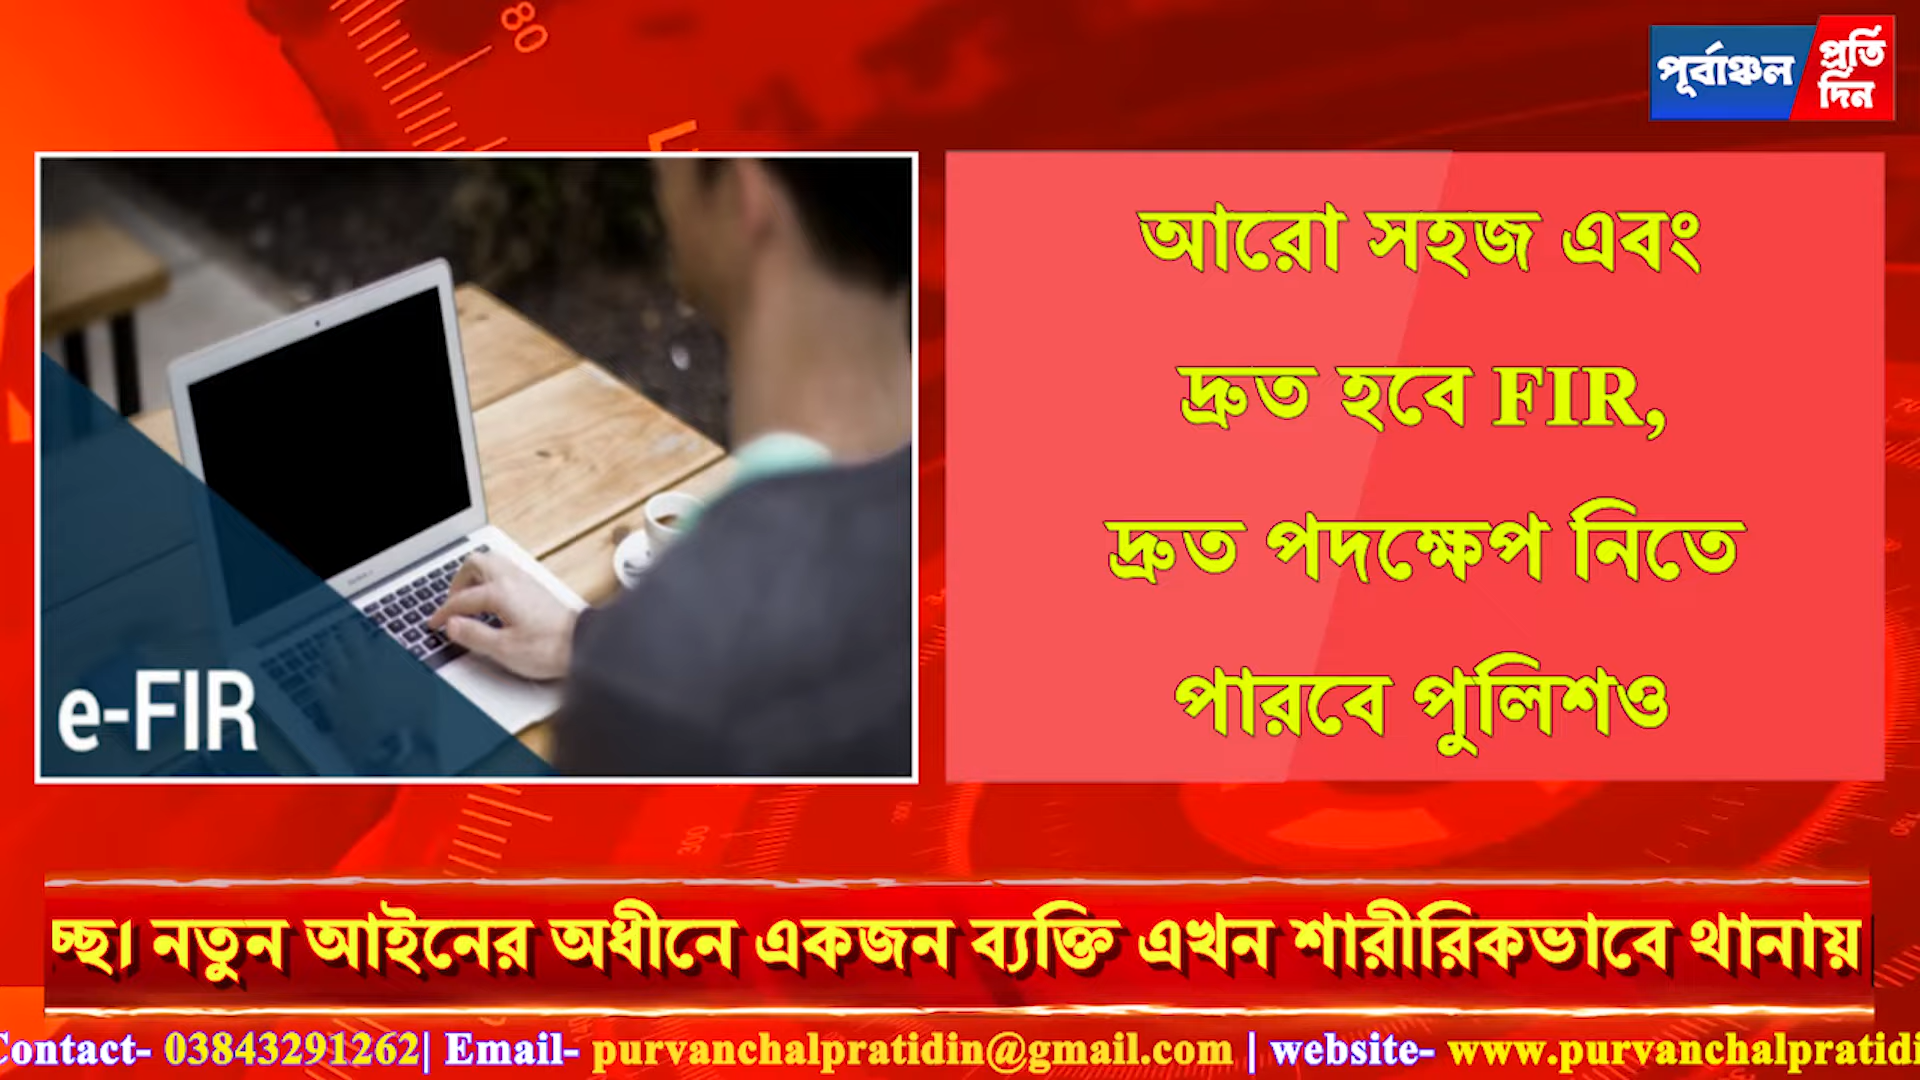 পূর্বাঞ্চল
প্রতি
দিন
আরো সহজ এবং
দ্রুত হবে FIR,
দ্রুত পদক্ষেপ নিতে
পারবে পুলিশও
e-FIR
চ্ছ। নতুন আইনের অধীনে একজন ব্যক্তি এখন শারীরিকভাবে থানায়
Contact- 03843291262| Email- purvanchalpratidin@gmail.com | website- www.purvanchalpratidi